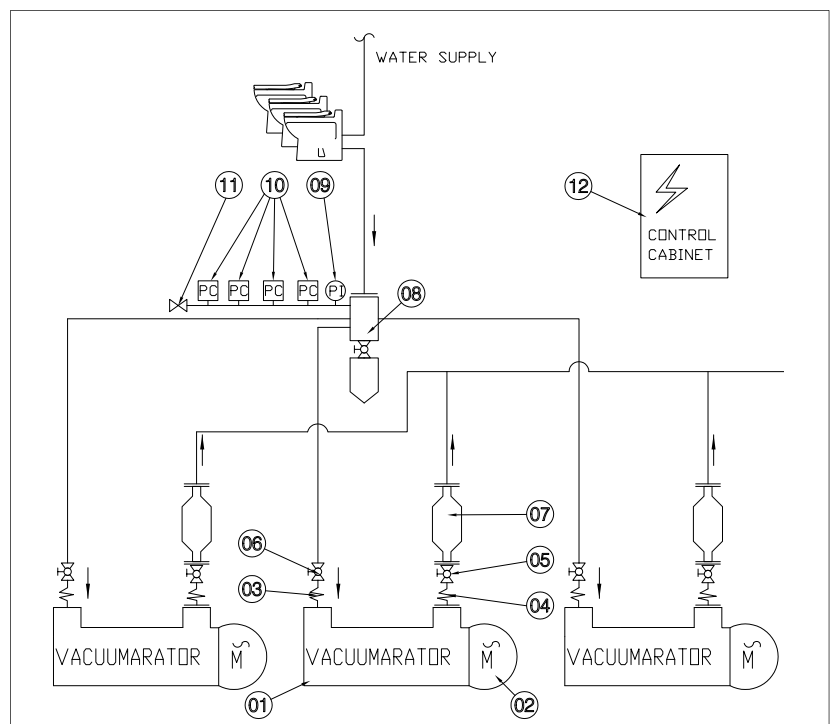 WATER SUPPLY
11
10
09
12
CONTROL
CABINET
PC PC PC PC PI
08
07
06
05
03
04
VACUUMARATOR M VACUUMARATOR M VACUUMARATOR M
01
02